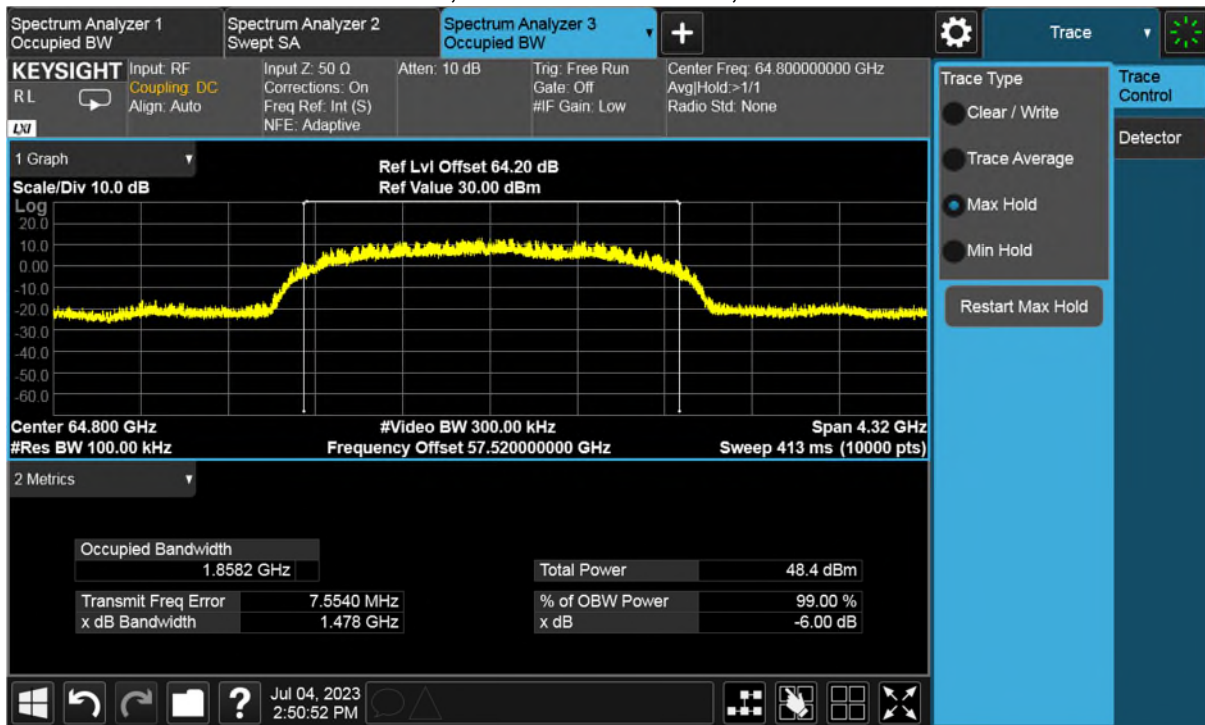 Spectrum Analyzer 1
Occupied BW
Spectrum Analyzer 2
Swept SA
Spectrum Analyzer 3
Occupied BW
+
Trace
KEYSIGHT
RL
LXI
Input: RF
Coupling: DC
Align: Auto
Input Z: 50 Ω
Corrections: On
Freq Ref: Int (S)
NFE: Adaptive
Atten: 10 dB
Trig: Free Run
Gate: Off
#IF Gain: Low
Center Freq: 64.800000000 GHz
Avg|Hold:>1/1
Radio Std: None
Trace Type
Clear / Write
Trace Average
Max Hold
Min Hold
Restart Max Hold
Trace
Control
Detector
1 Graph
Scale/Div 10.0 dB
Ref Lvl Offset 64.20 dB
Ref Value 30.00 dBm
Log
20.0
10.0
0.00
-10.0
-20.0
-30.0
-40.0
-50.0
-60.0
Center 64.800 GHz
#Video BW 300.00 kHz
Span 4.32 GHz
#Res BW 100.00 kHz
Frequency Offset 57.520000000 GHz
Sweep 413 ms (10000 pts)
2 Metrics
Occupied Bandwidth
1.8582 GHz
Total Power 48.4 dBm
Transmit Freq Error 7.5540 MHz
% of OBW Power 99.00 %
x dB Bandwidth 1.478 GHz
x dB -6.00 dB
?
Jul 04, 2023
2:50:52 PM